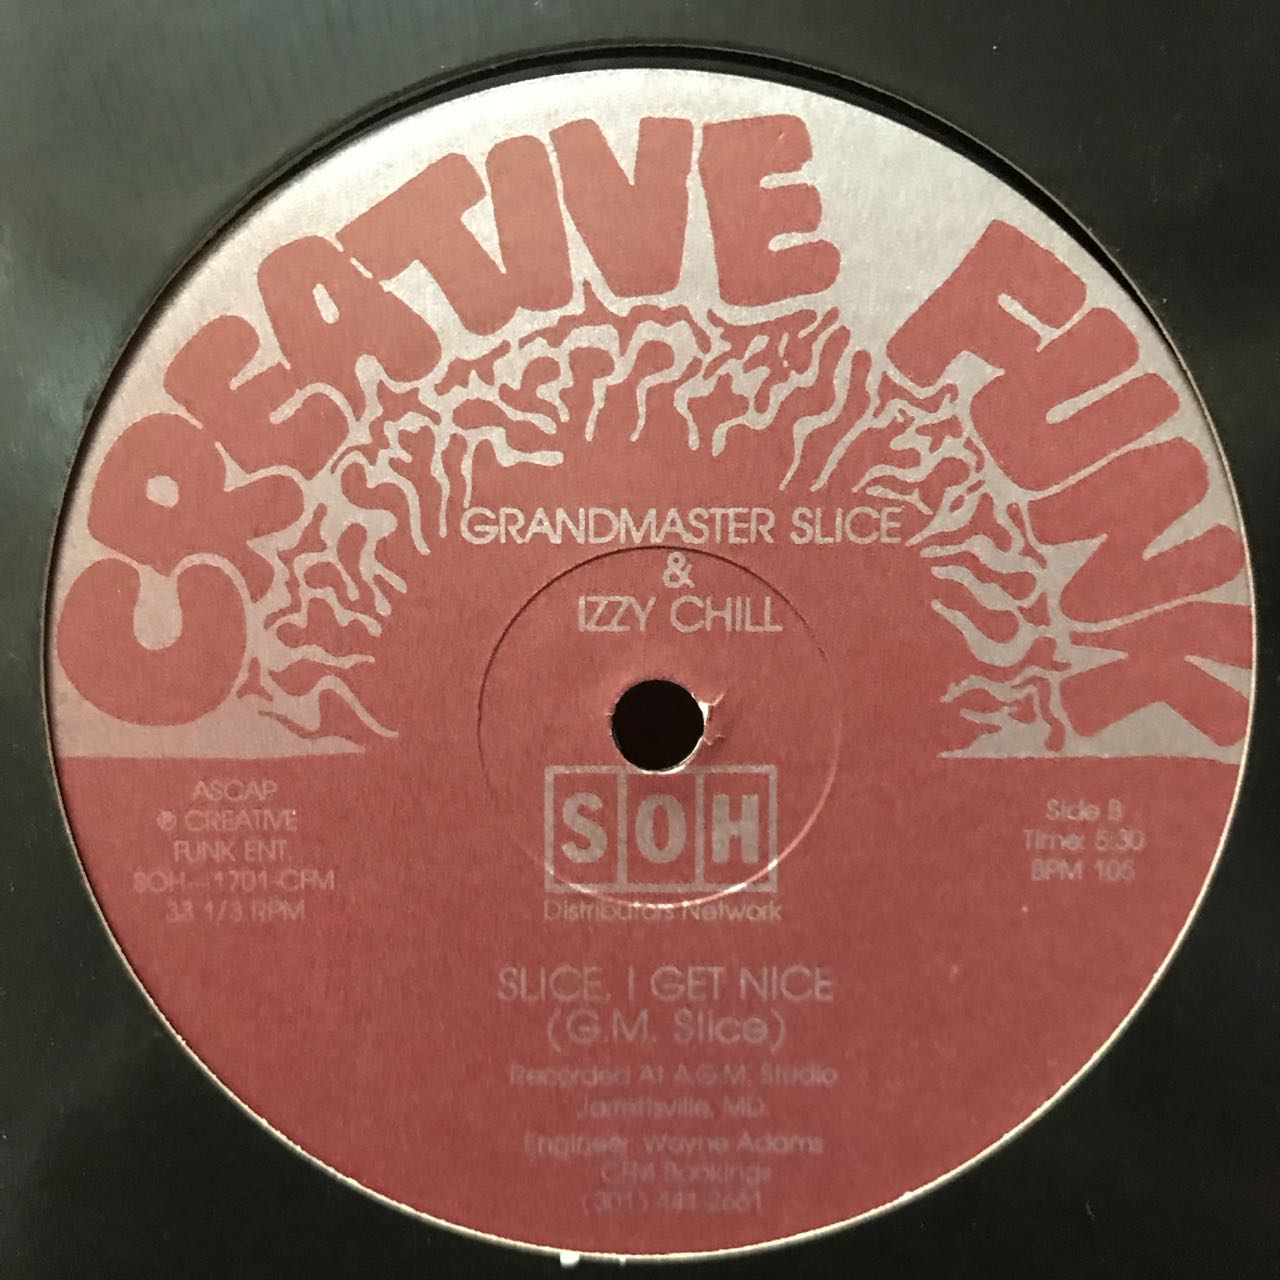 CREATIVE FUNK
GRANDMASTER SLICE
&
IZZY CHILL
ASCAP
℗ CREATIVE
FUNK ENT.
SOH—1701-CFM
33 1/3 RPM
SOH
Distributors Network
Side B
Time: 5:30
BPM 106
SLICE, I GET NICE
(G.M. Slice)
Recorded At A.G.M. Studio
Jarrettsville, MD.
Engineer: Wayne Adams
CFM Bookings
(301) 441-2661